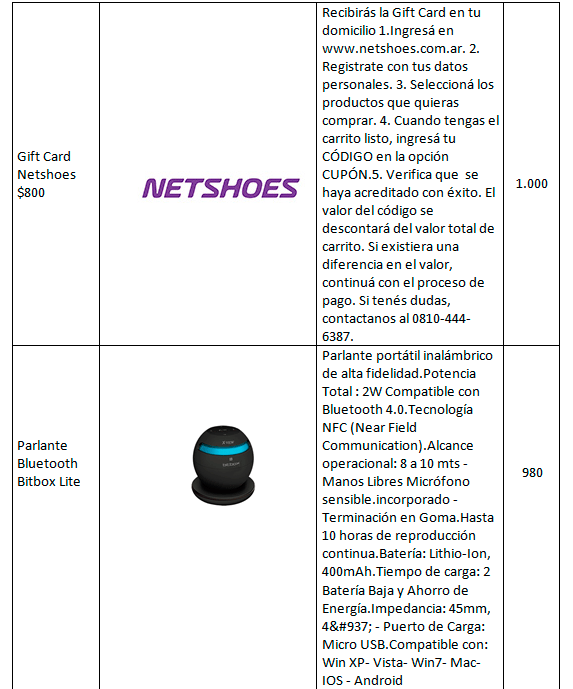 Gift Card
Netshoes
$800
NETSHOES
Recibirás la Gift Card en tu
domicilio 1.Ingresá en
www.netshoes.com.ar. 2.
Registrate con tus datos
personales. 3. Seleccioná los
productos que quieras
comprar. 4. Cuando tengas el
carrito listo, ingresá tu
CÓDIGO en la opción
CUPÓN.5. Verifica que  se
haya acreditado con éxito. El
valor del código se
descontará del valor total de
carrito. Si existiera una
diferencia en el valor,
continuá con el proceso de
pago. Si tenés dudas,
contactanos al 0810-444-
6387.
1.000
Parlante
Bluetooth
Bitbox Lite
Parlante portátil inalámbrico
de alta fidelidad.Potencia
Total : 2W Compatible con
Bluetooth 4.0.Tecnología
NFC (Near Field
Communication).Alcance
operacional: 8 a 10 mts -
Manos Libres Micrófono
sensible.incorporado -
Terminación en Goma.Hasta
10 horas de reproducción
continua.Batería: Lithio-Ion,
400mAh.Tiempo de carga: 2
Batería Baja y Ahorro de
Energía.Impedancia: 45mm,
4&#937; - Puerto de Carga:
Micro USB.Compatible con:
Win XP- Vista- Win7- Mac-
IOS - Android
980